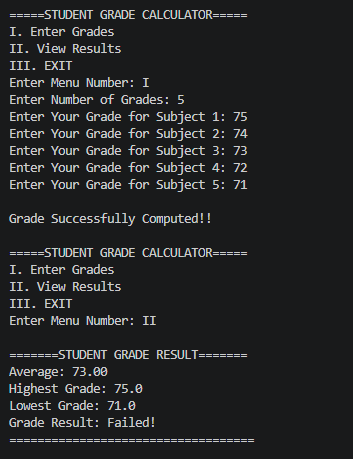 =====STUDENT GRADE CALCULATOR=====
I. Enter Grades
II. View Results
III. EXIT
Enter Menu Number: I
Enter Number of Grades: 5
Enter Your Grade for Subject 1: 75
Enter Your Grade for Subject 2: 74
Enter Your Grade for Subject 3: 73
Enter Your Grade for Subject 4: 72
Enter Your Grade for Subject 5: 71
Grade Successfully Computed!!
=====STUDENT GRADE CALCULATOR=====
I. Enter Grades
II. View Results
III. EXIT
Enter Menu Number: II
=======STUDENT GRADE RESULT=======
Average: 73.00
Highest Grade: 75.0
Lowest Grade: 71.0
Grade Result: Failed!
===================================